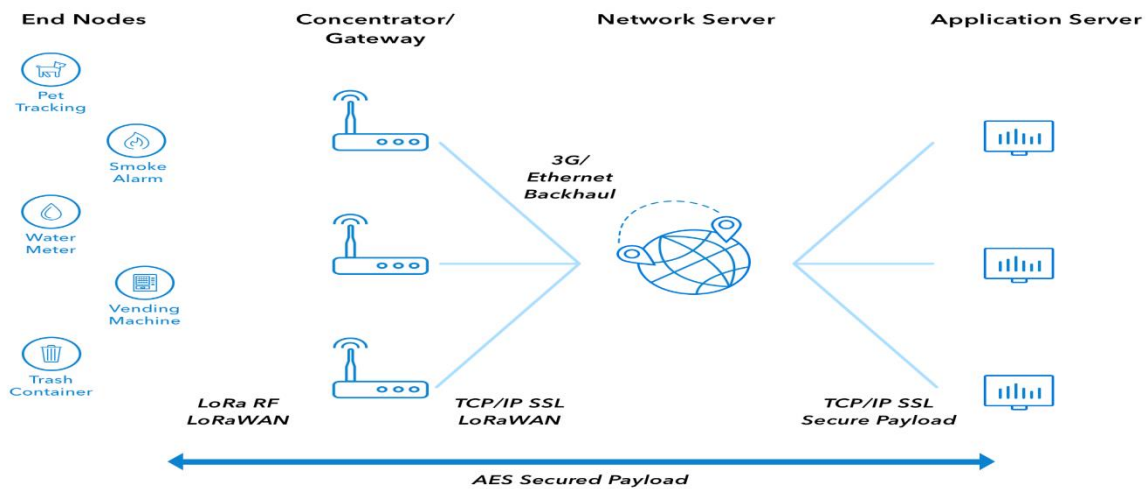 End Nodes
Concentrator/
Gateway
Network Server
Application Server
Pet
Tracking
Smoke
Alarm
Water
Meter
Vending
Machine
Trash
Container
3G/
Ethernet
Backhaul
LoRa RF
LoRaWAN
TCP/IP SSL
LoRaWAN
TCP/IP SSL
Secure Payload
AES Secured Payload